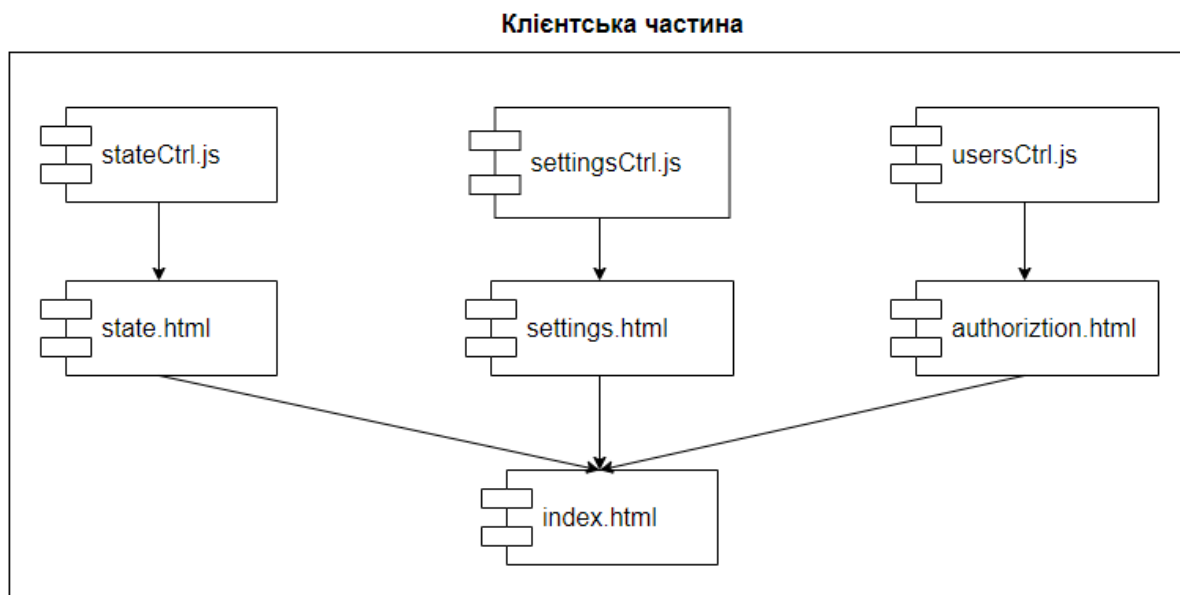 Клієнтська частина
stateCtrl.js
settingsCtrl.js
usersCtrl.js
state.html
settings.html
authoriztion.html
index.html